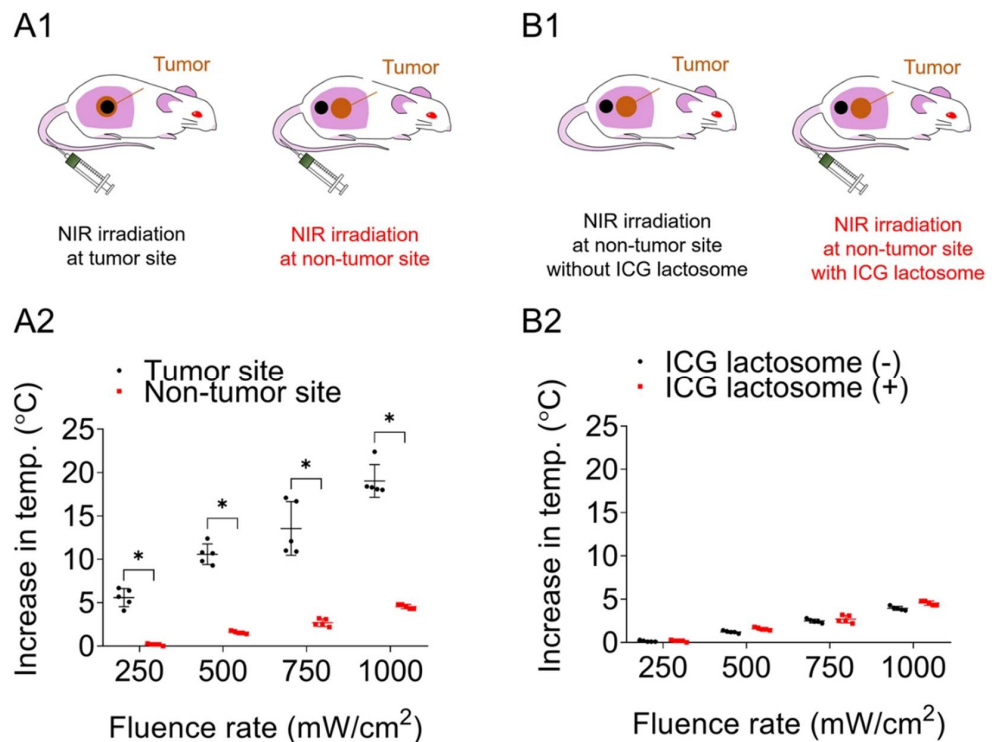 A1
Tumor
Tumor
NIR irradiation
at tumor site
NIR irradiation
at non-tumor site
B1
Tumor
Tumor
NIR irradiation
at non-tumor site
without ICG lactosome
NIR irradiation
at non-tumor site
with ICG lactosome
A2
Tumor site
Non-tumor site
Increase in temp. (°C)
25
20
15
10
5
0
*
*
*
*
250 500 750 1000
Fluence rate (mW/cm²)
B2
ICG lactosome (-)
ICG lactosome (+)
Increase in temp. (°C)
25
20
15
10
5
0
250 500 750 1000
Fluence rate (mW/cm²)